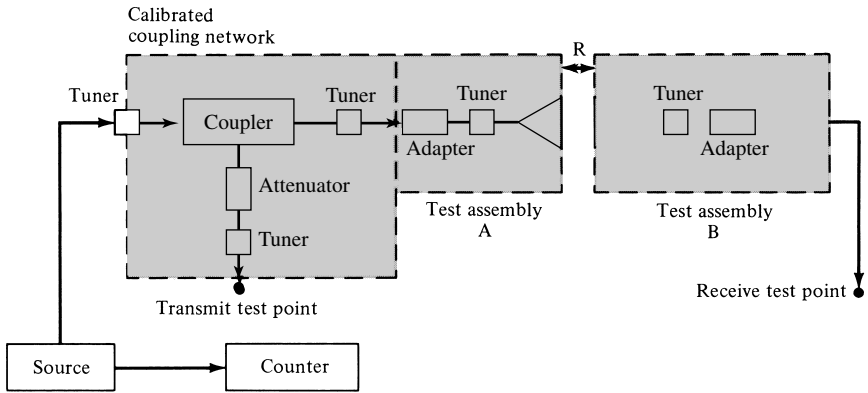 Calibrated
coupling network
R
Tuner
Coupler
Tuner
Tuner
Adapter
Tuner
Adapter
Attenuator
Tuner
Test assembly
A
Test assembly
B
Transmit test point
Receive test point
Source
Counter